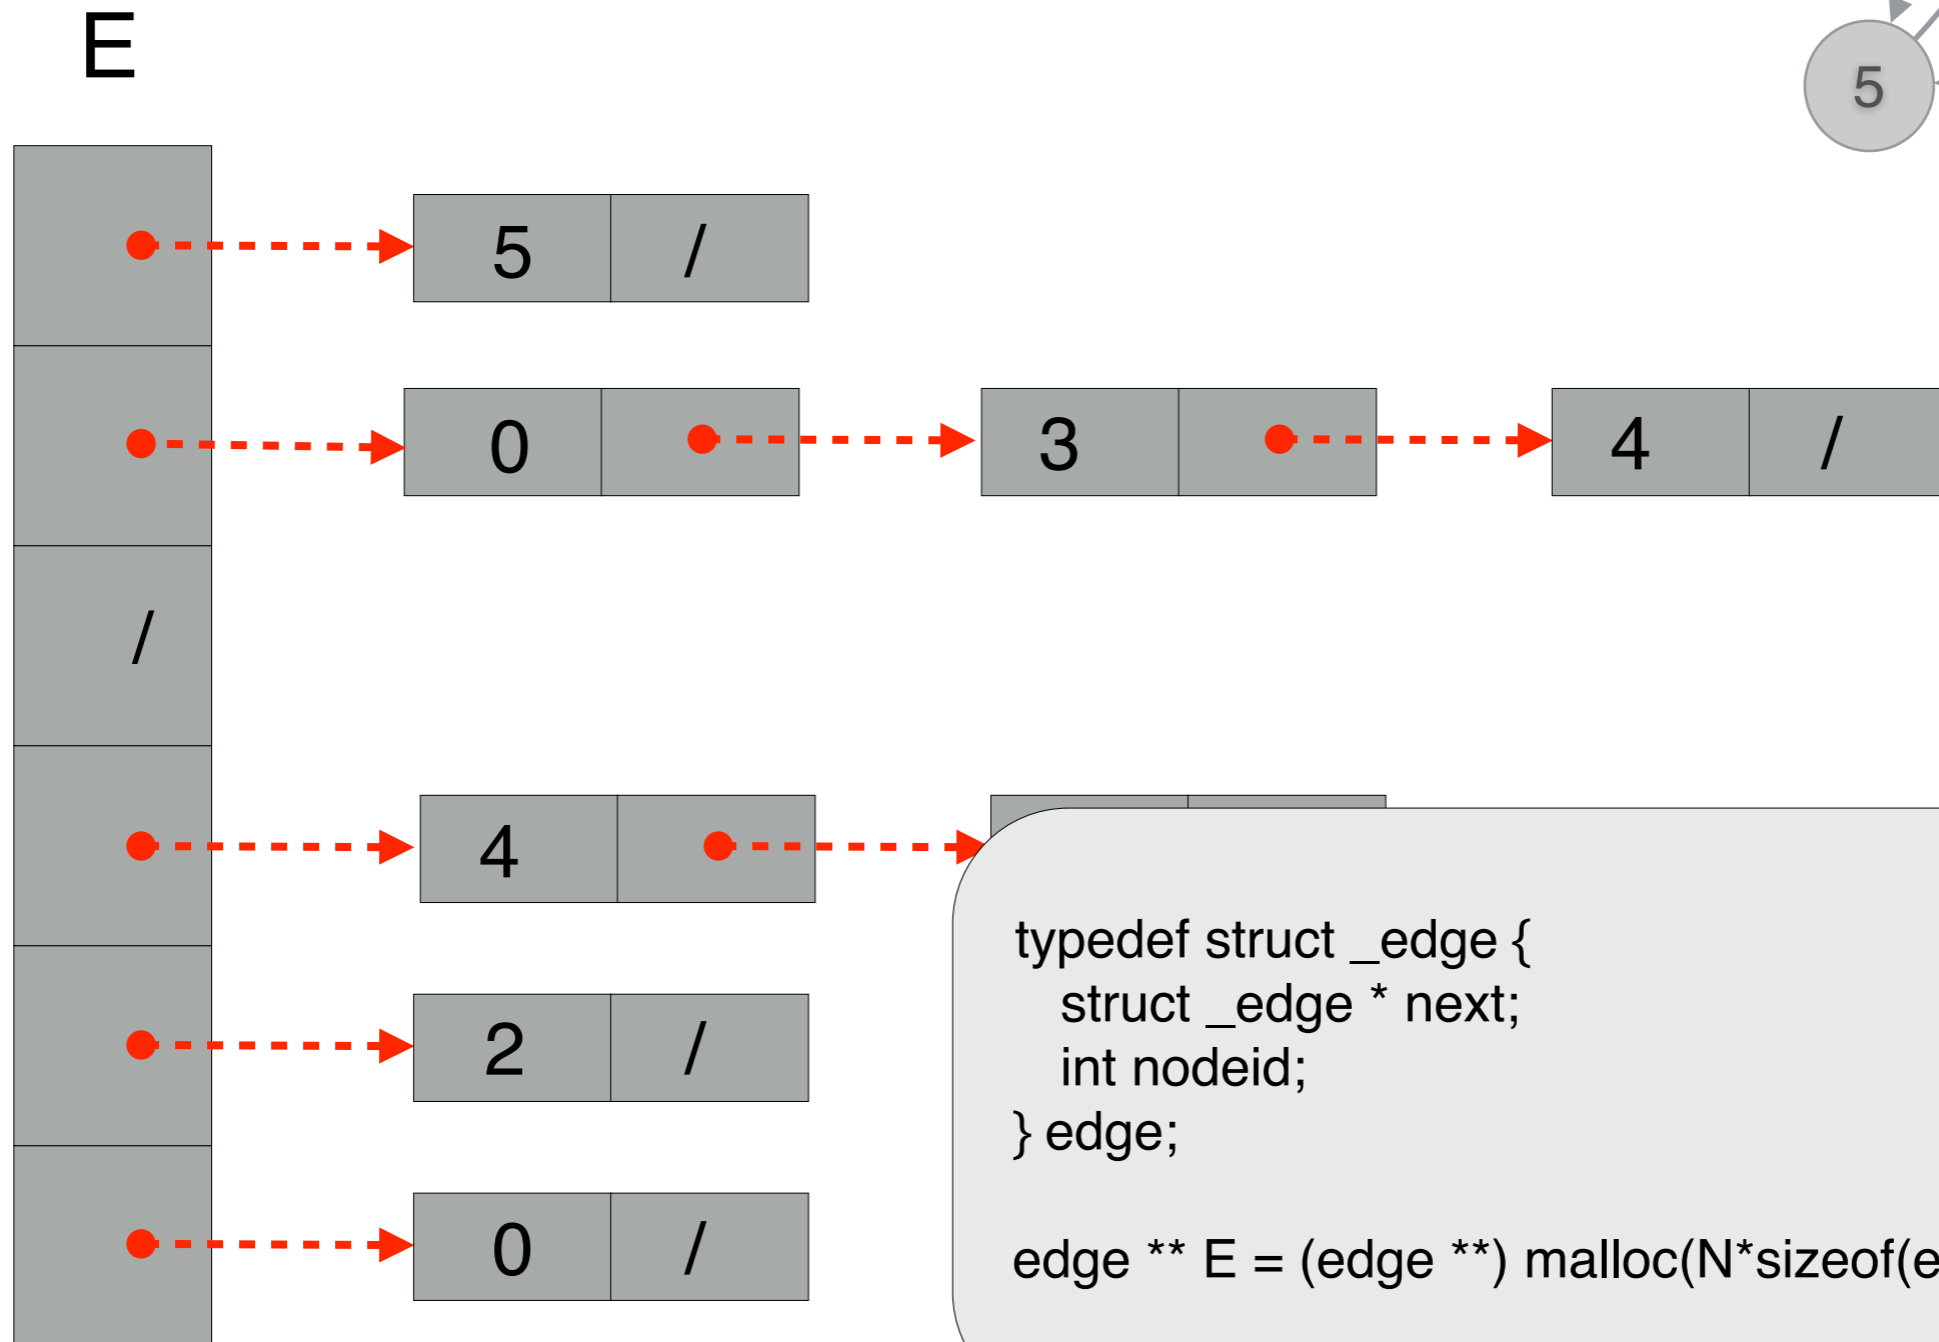 E
5
5 /
0 3 4 /
/
4
typedef struct _edge {
struct _edge * next;
2 /
int nodeid;
} edge;
0 /
edge ** E = (edge **) malloc(N*sizeof(e